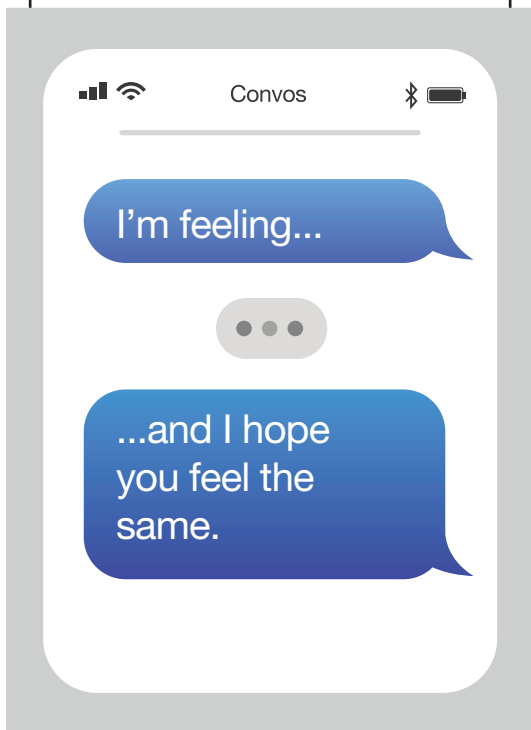 Convos
I’m feeling...
...and I hope
you feel the
same.